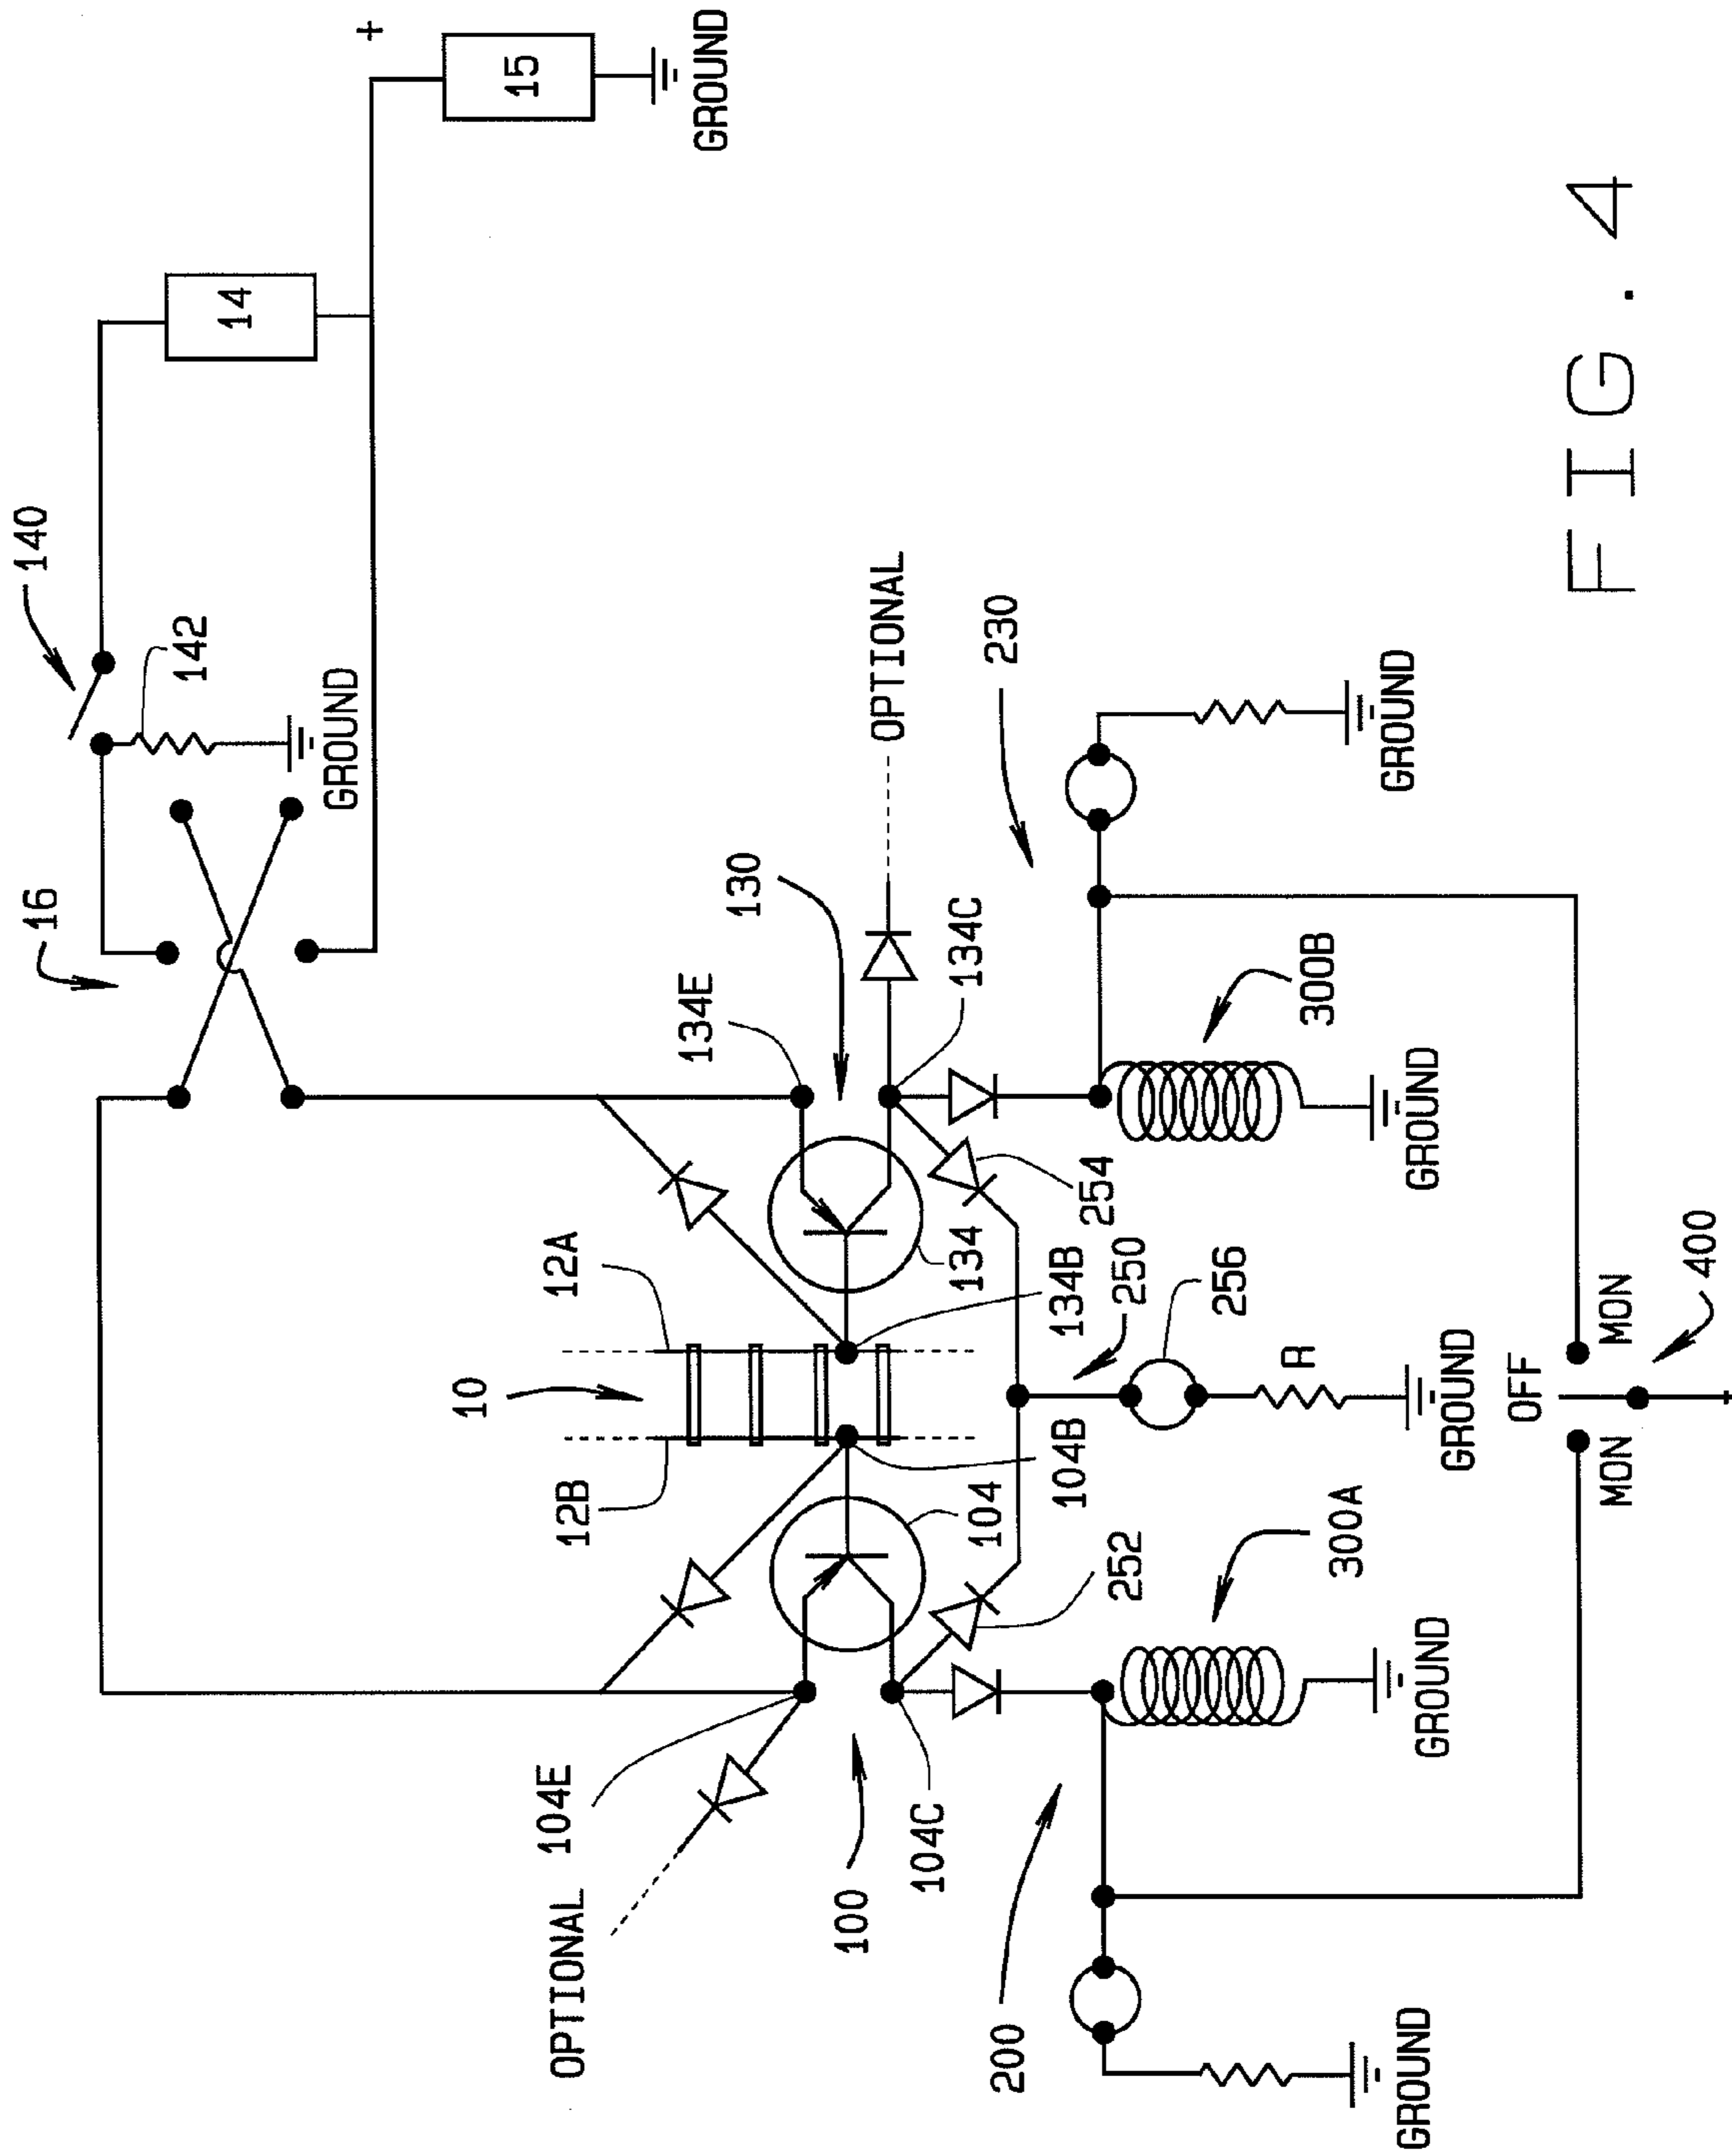 140
16
142
14
GROUND
+
10
15
OPTIONAL
104E
12B
12A
134E
GROUND
130
100
OPTIONAL
104C
134C
104
134
200
230
104B
134B
254
252
250
256
R
300A
300B
GROUND
GROUND
GROUND
GROUND
GROUND
OFF
MON
MON
FIG. 4
400
+